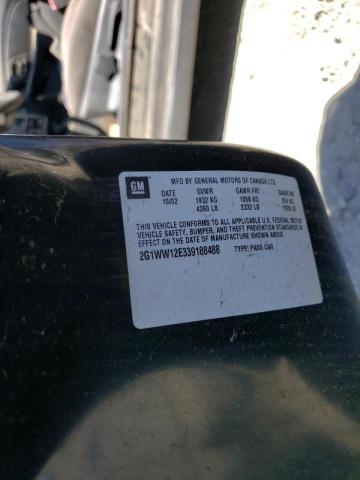 GM
MFD BY GENERAL MOTORS OF CANADA LTD.
DATE GVWR GAWR FRT GAWR RR
10/02 1932 KG 1058 KG 874 KG
4260 LB 2332 LB 1928 LB
THIS VEHICLE CONFORMS TO ALL APPLICABLE U.S. FEDERAL MOTOR
VEHICLE SAFETY, BUMPER, AND THEFT PREVENTION STANDARDS IN
EFFECT ON THE DATE OF MANUFACTURE SHOWN ABOVE.
2G1WW12E339188488 TYPE: PASS CAR